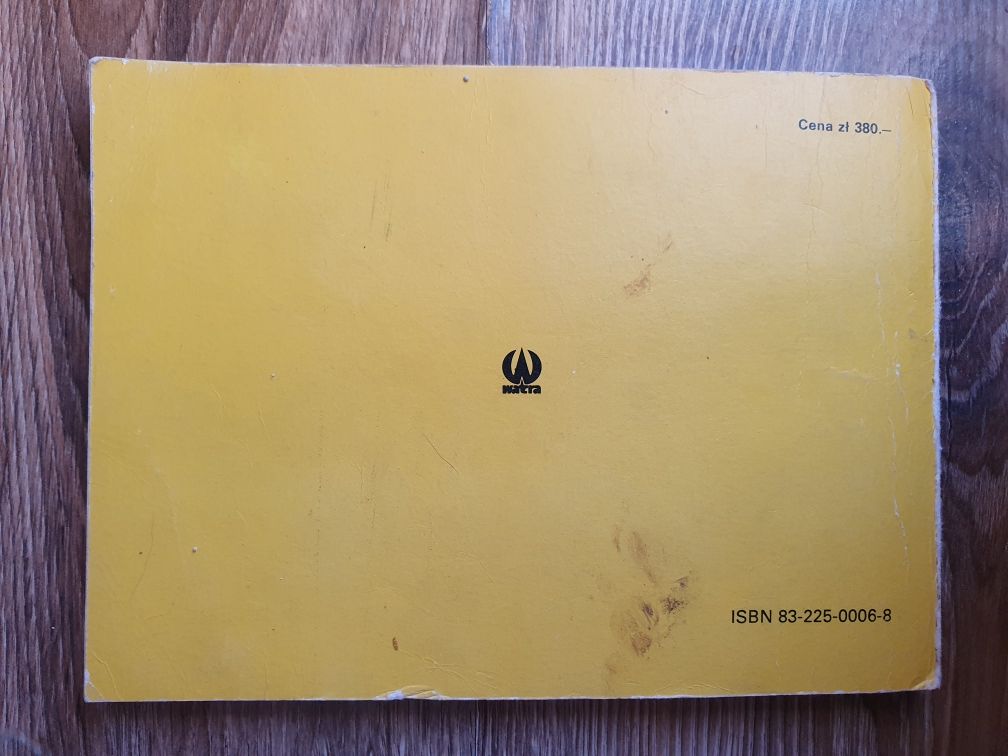 Cena zł 380.—
watra
ISBN 83-225-0006-8